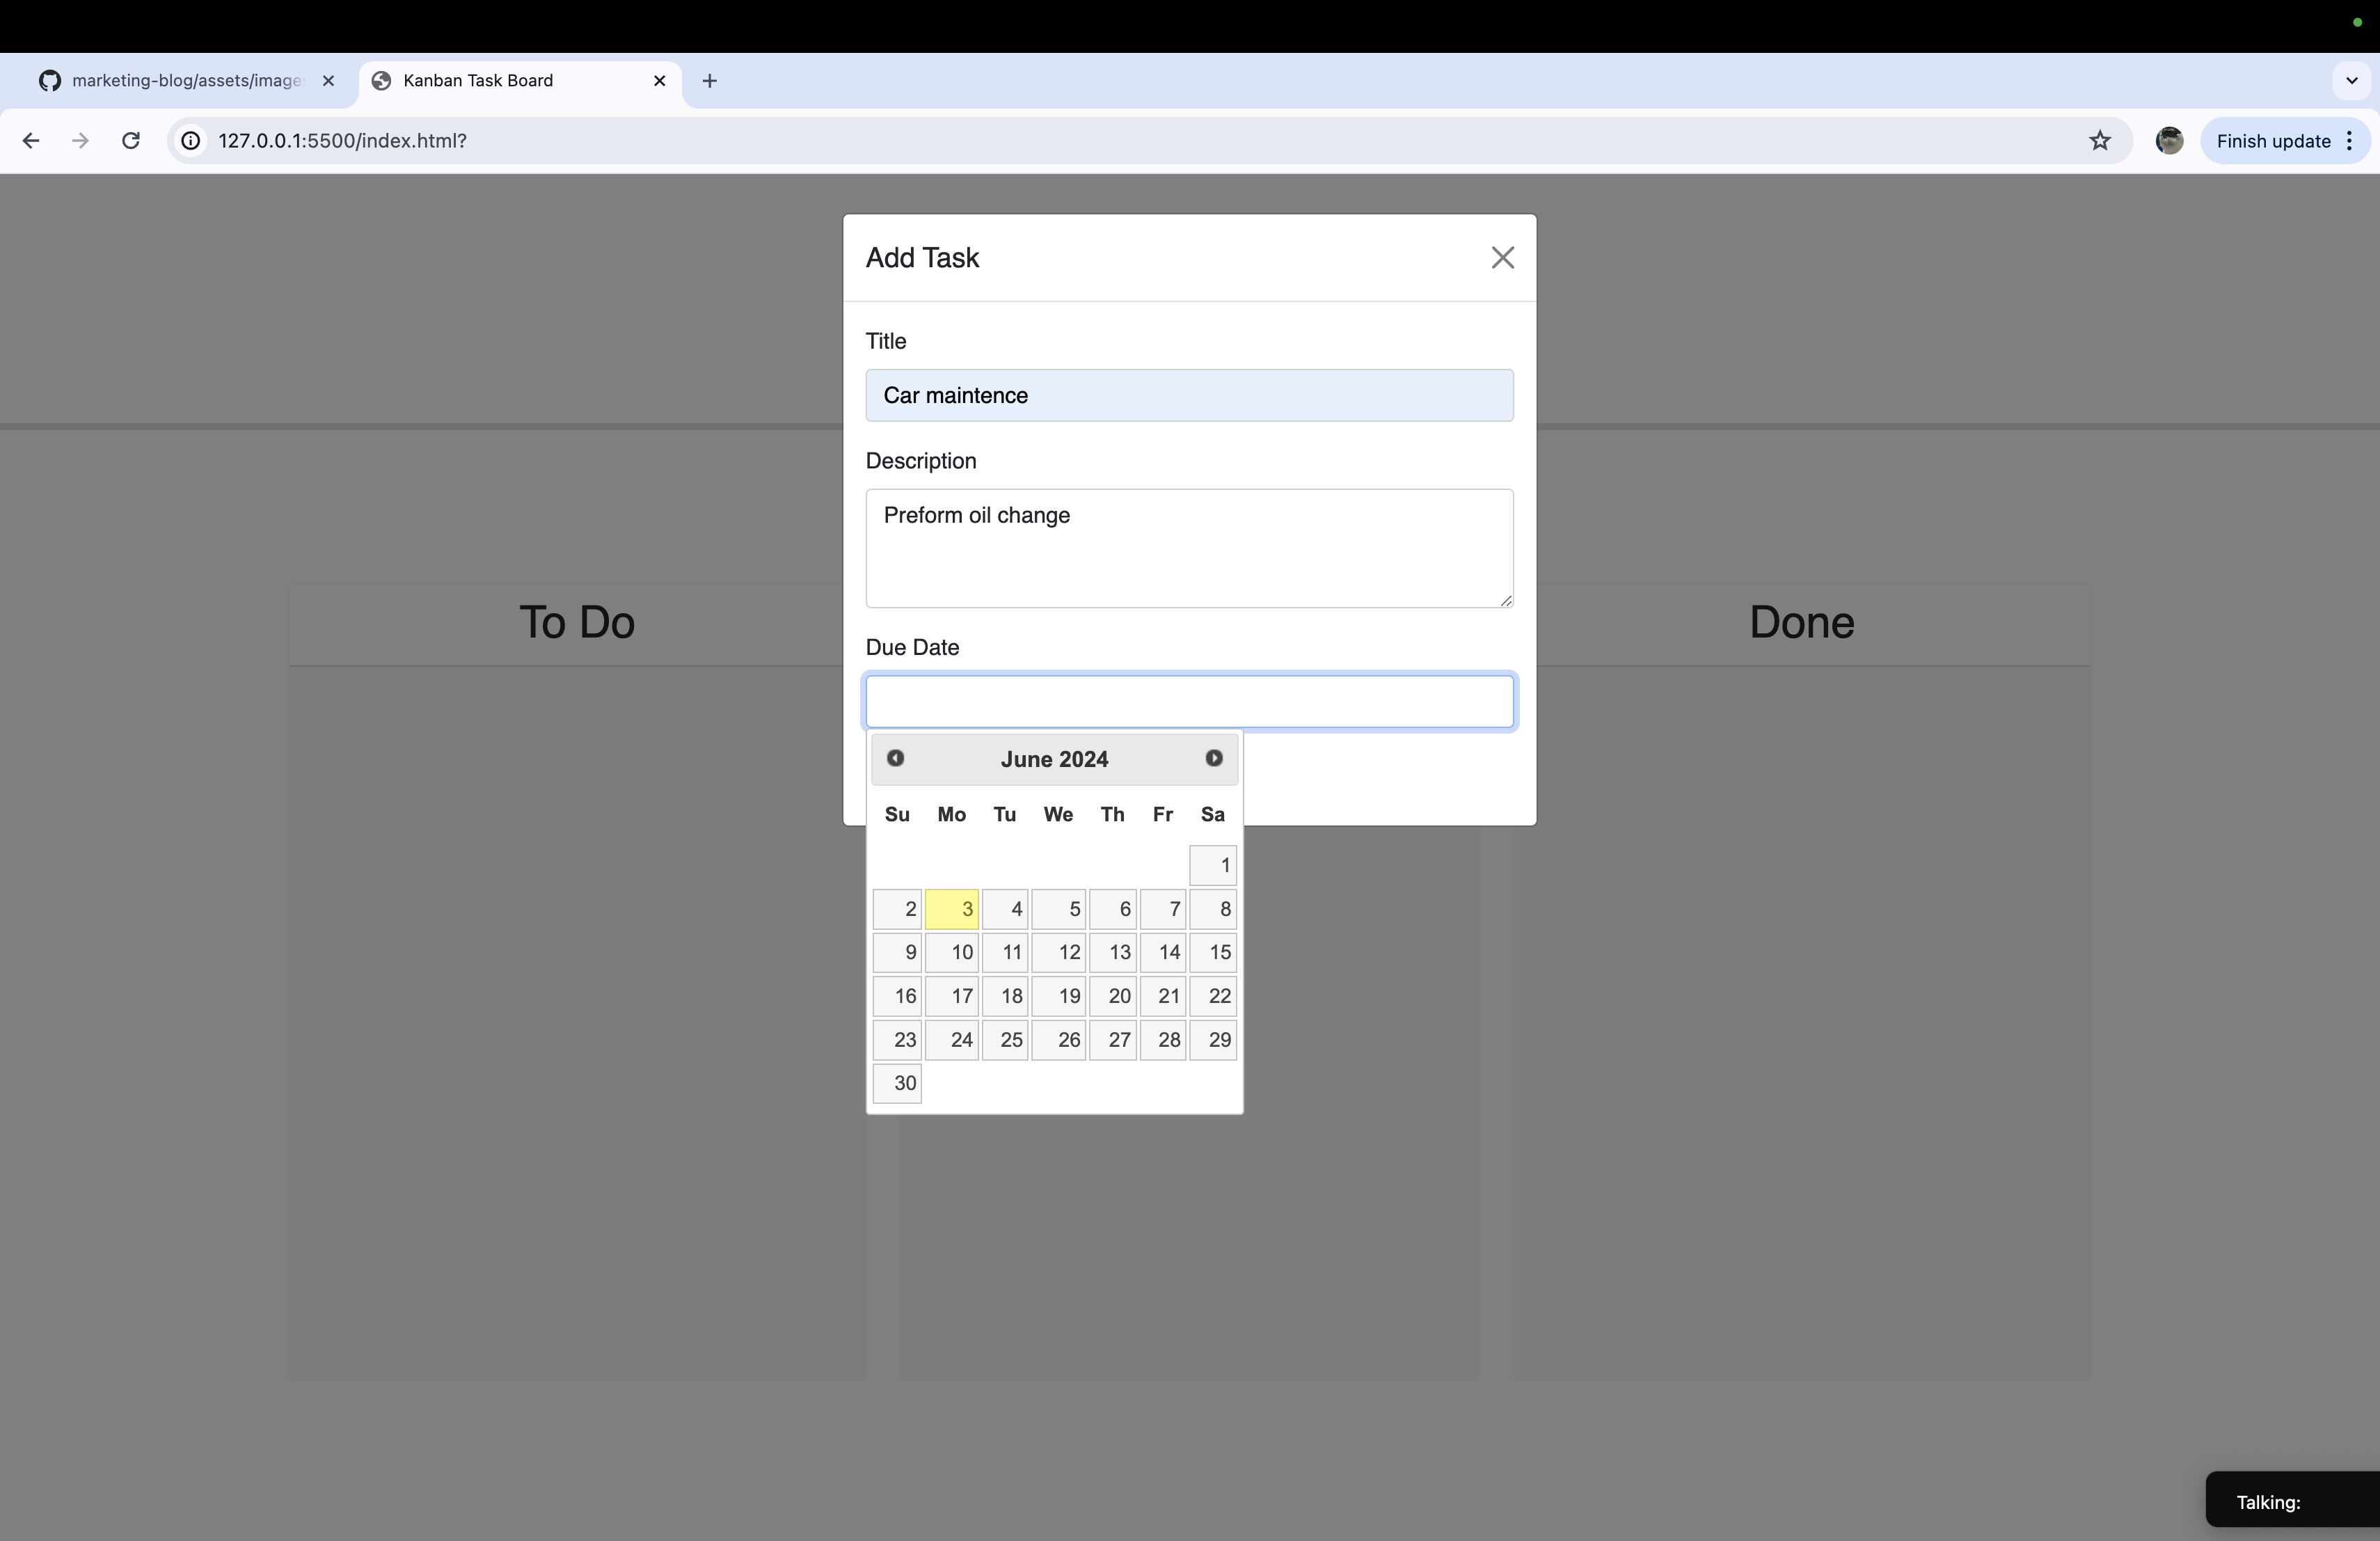 marketing-blog/assets/image
Kanban Task Board
127.0.0.1:5500/index.html?
Finish update
Add Task
Title
Car maintence
Description
Preform oil change
To Do
Done
Due Date
June 2024
Su Mo Tu We Th Fr Sa
1
2 3 4 5 6 7 8
9 10 11 12 13 14 15
16 17 18 19 20 21 22
23 24 25 26 27 28 29
30
Talking: